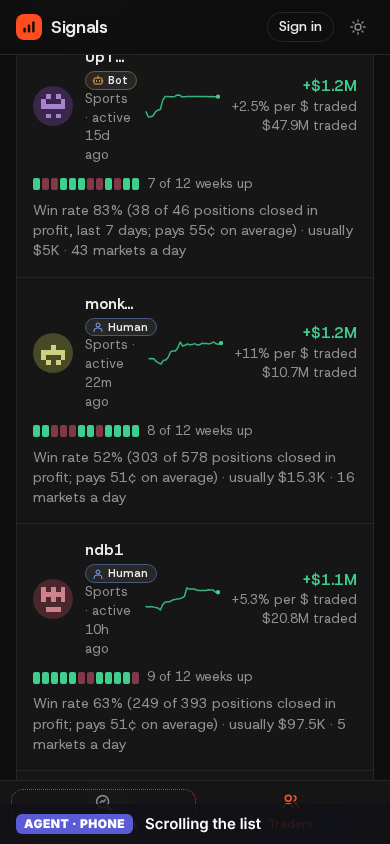 Signals
Sign in
Bot
Sports
· active
15d
ago
+$1.2M
+2.5% per $ traded
$47.9M traded
7 of 12 weeks up
Win rate 83% (38 of 46 positions closed in
profit, last 7 days; pays 55¢ on average) · usually
$5K · 43 markets a day
monk...
Human
Sports ·
active
22m
ago
+$1.2M
+11% per $ traded
$10.7M traded
8 of 12 weeks up
Win rate 52% (303 of 578 positions closed in
profit; pays 51¢ on average) · usually $15.3K · 16
markets a day
ndb1
Human
Sports
· active
10h
ago
+$1.1M
+5.3% per $ traded
$20.8M traded
9 of 12 weeks up
Win rate 63% (249 of 393 positions closed in
profit; pays 51¢ on average) · usually $97.5K · 5
markets a day
AGENT · PHONE Scrolling the list
Traders